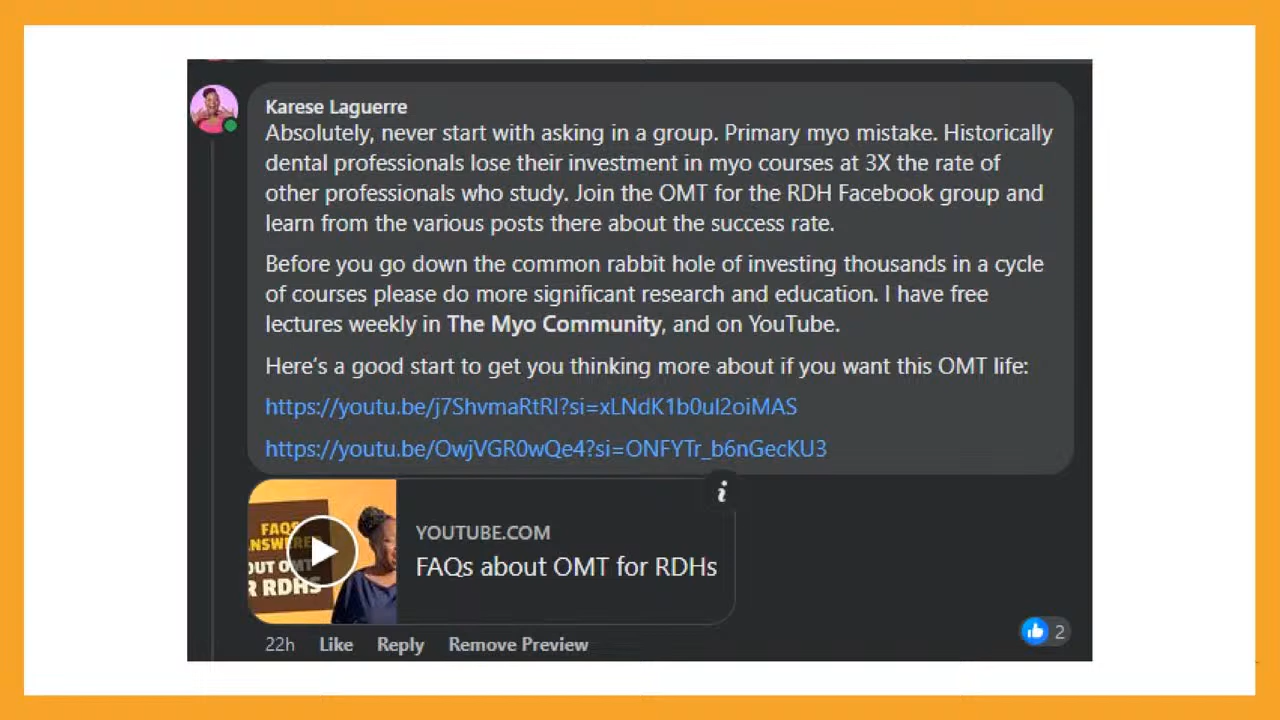 Karese Laguerre
Absolutely, never start with asking in a group. Primary myo mistake. Historically
dental professionals lose their investment in myo courses at 3X the rate of
other professionals who study. Join the OMT for the RDH Facebook group and
learn from the various posts there about the success rate.
Before you go down the common rabbit hole of investing thousands in a cycle
of courses please do more significant research and education. I have free
lectures weekly in The Myo Community, and on YouTube.
Here's a good start to get you thinking more about if you want this OMT life:
https://youtu.be/j7ShvmaRtRI?si=xLNdK1b0uI2oiMAS
https://youtu.be/OwjVGR0wQe4?si=ONFYTr_b6nGecKU3
FAQs
ANSWERED
OUT OMT
R RDHS
YOUTUBE.COM
FAQs about OMT for RDHs
22h Like Reply Remove Preview
2